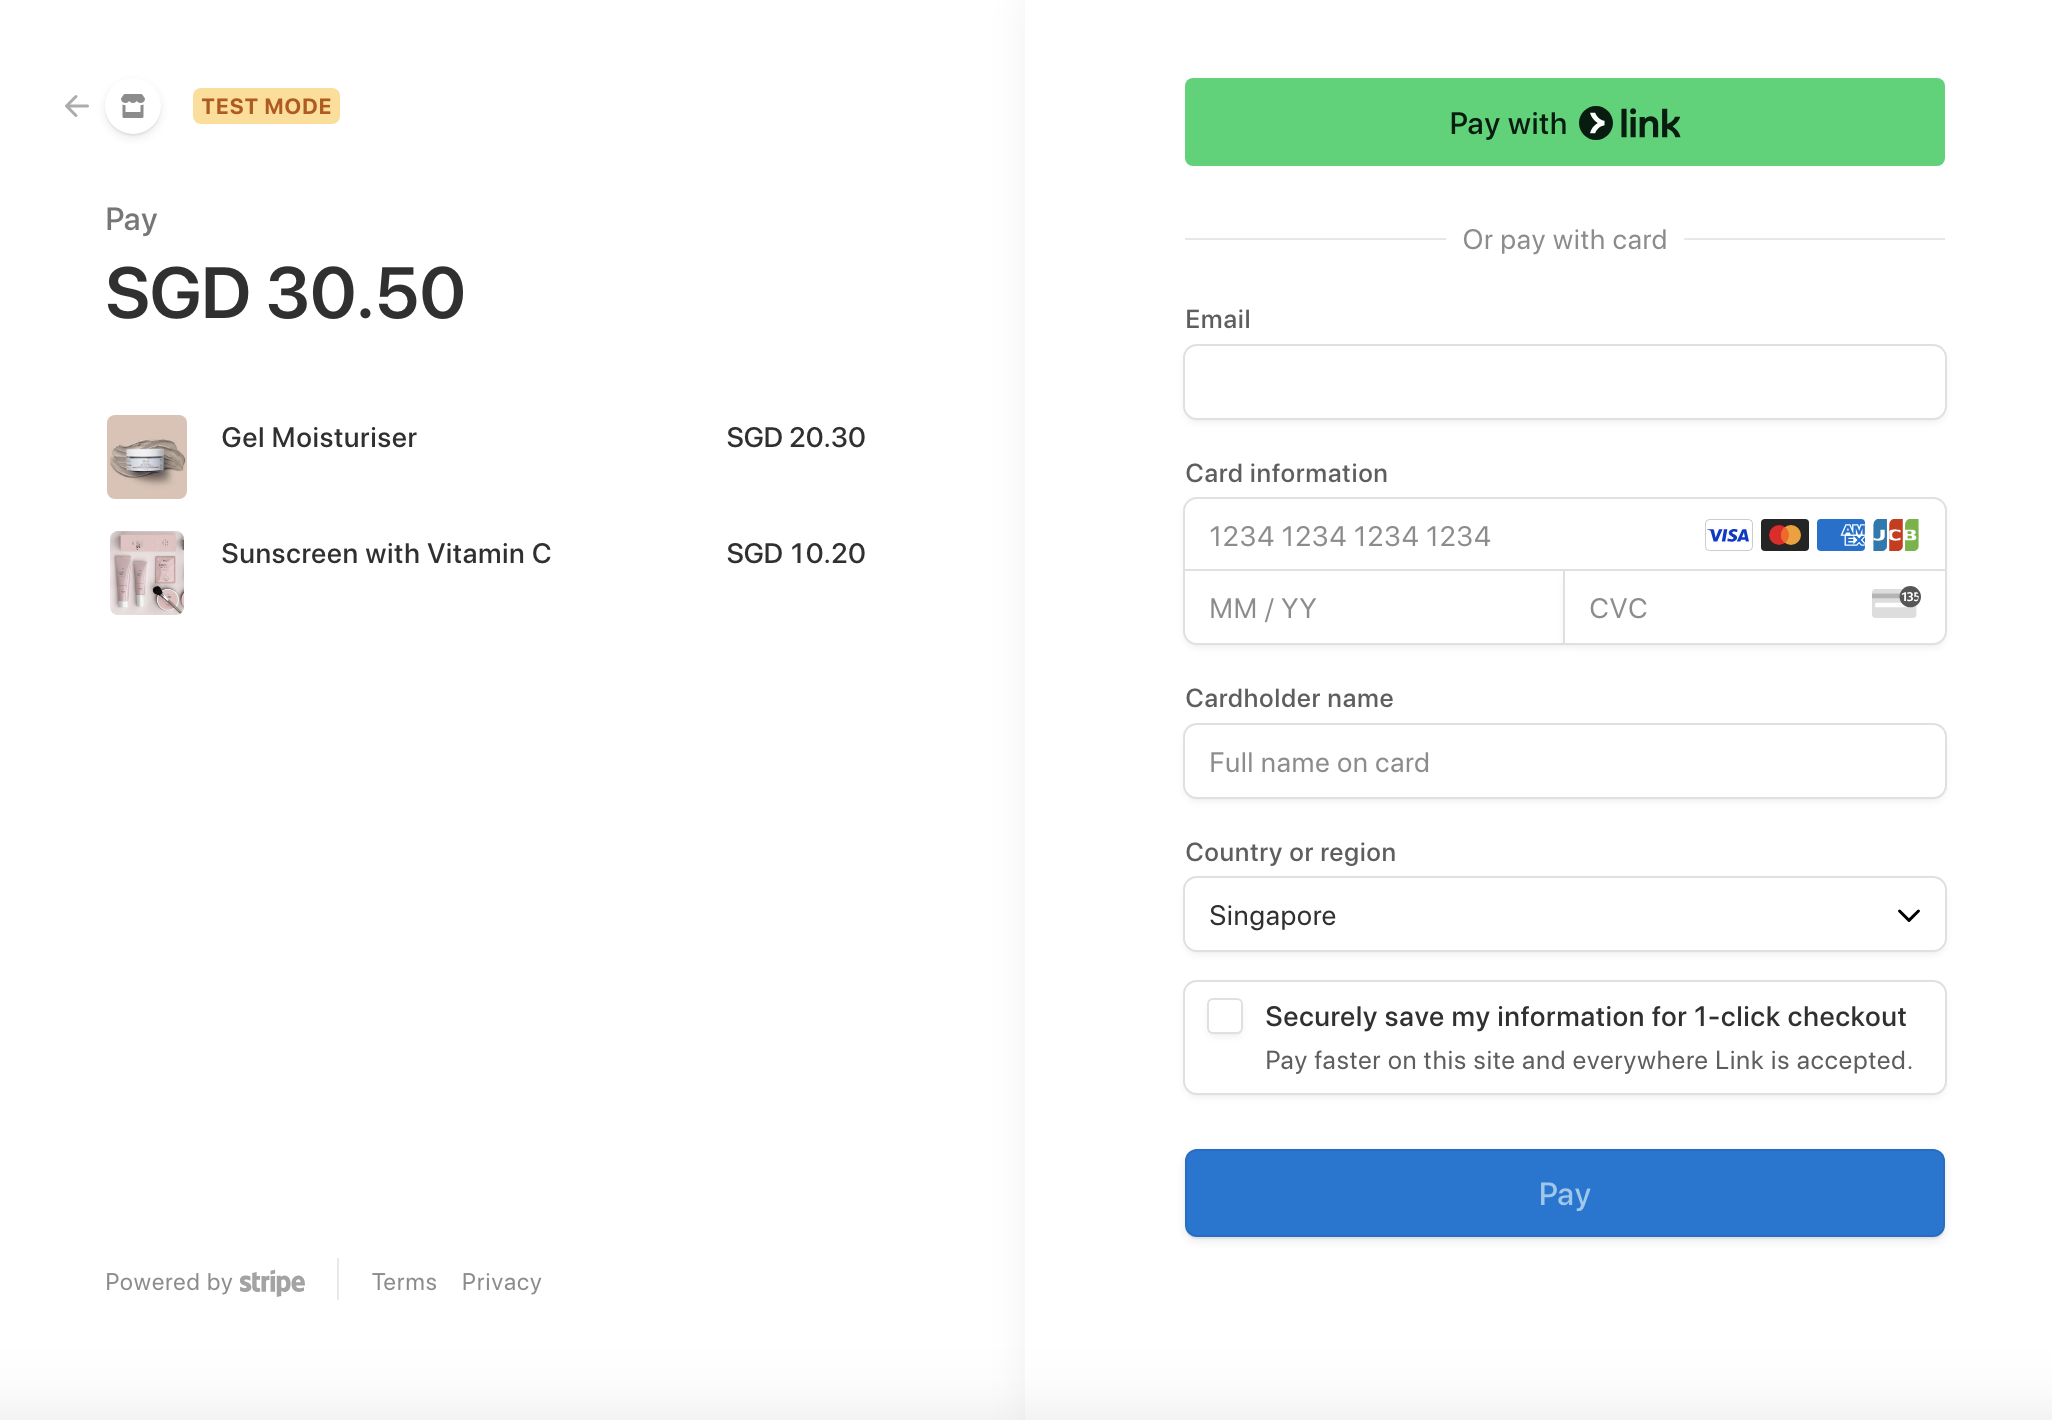 TEST MODE
Pay
SGD 30.50
Gel Moisturiser SGD 20.30
Sunscreen with Vitamin C SGD 10.20
Powered by stripe Terms Privacy
Pay with link
Or pay with card
Email
Card information
1234 1234 1234 1234 VISA AM EX JCB
MM / YY CVC 135
Cardholder name
Full name on card
Country or region
Singapore
Securely save my information for 1-click checkout
Pay faster on this site and everywhere Link is accepted.
Pay